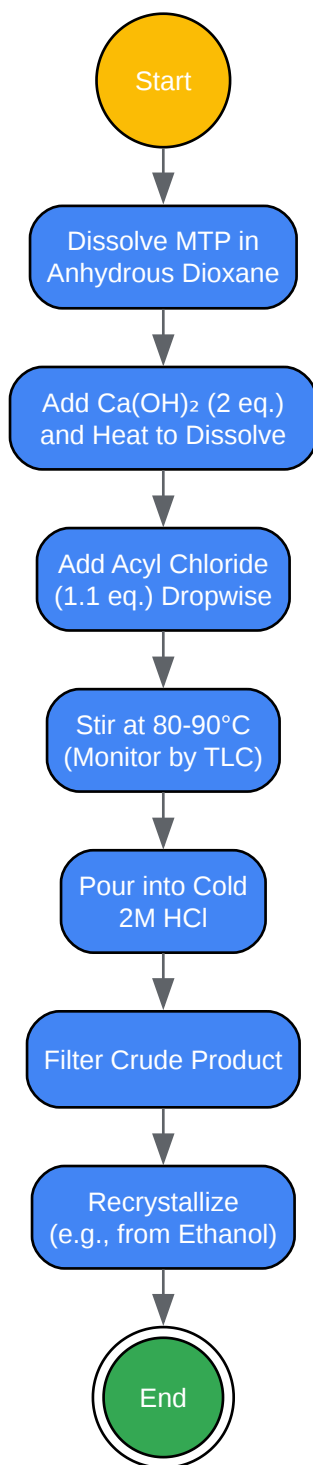 Start
Dissolve MTP in
Anhydrous Dioxane
Add Ca(OH)₂ (2 eq.)
and Heat to Dissolve
Add Acyl Chloride
(1.1 eq.) Dropwise
Stir at 80-90°C
(Monitor by TLC)
Pour into Cold
2M HCl
Filter Crude Product
Recrystallize
(e.g., from Ethanol)
End